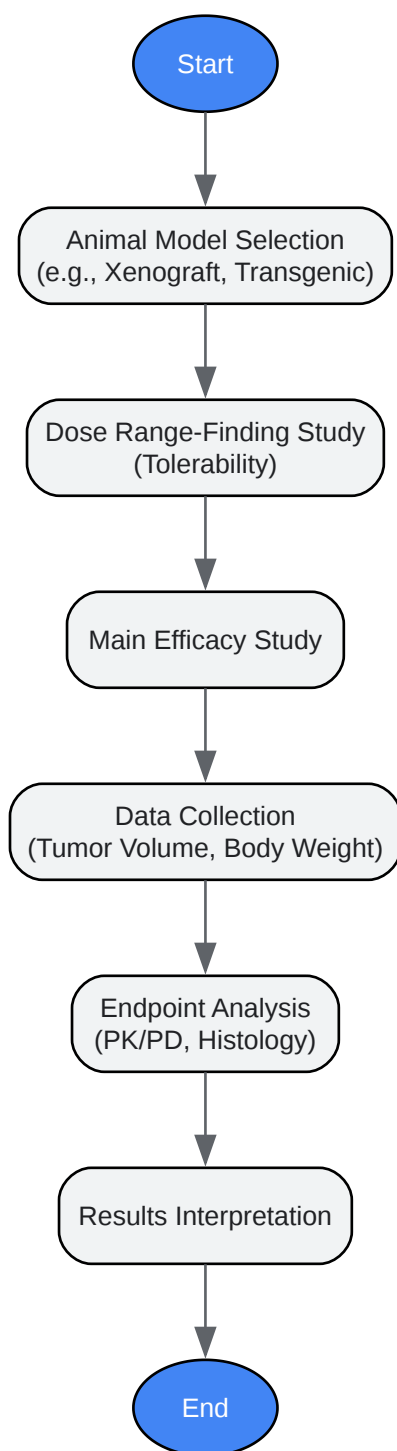 Start
Animal Model Selection
(e.g., Xenograft, Transgenic)
Dose Range-Finding Study
(Tolerability)
Main Efficacy Study
Data Collection
(Tumor Volume, Body Weight)
Endpoint Analysis
(PK/PD, Histology)
Results Interpretation
End